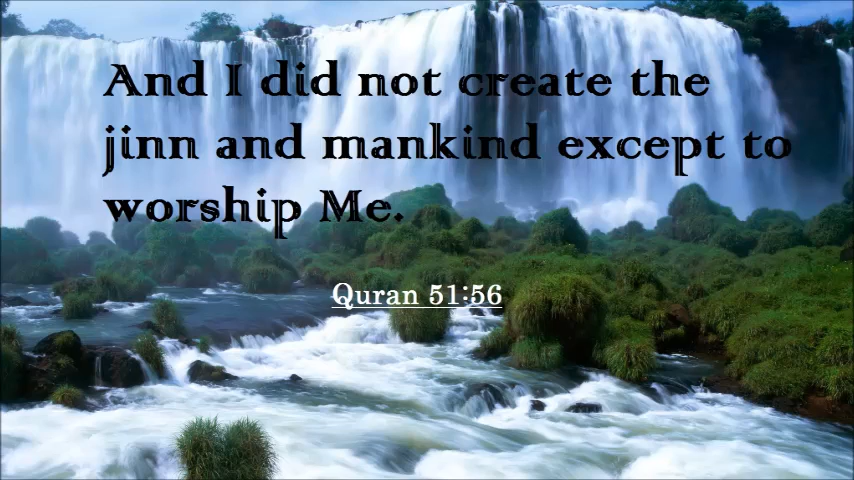 And I did not create the
jinn and mankind except to
worship Me.
Quran 51:56